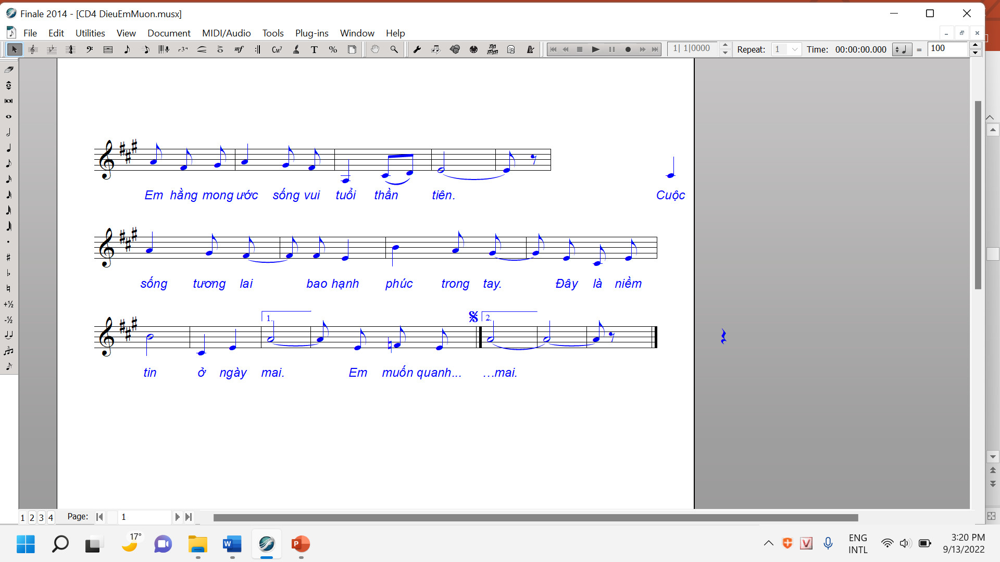 Finale 2014 - [CD4 DieuEmMuon.musx]
File Edit Utilities View Document MIDI/Audio Tools Plug-ins Window Help
1| 1|0000 Repeat: 1 Time: 00:00:00.000 = 100
Em hằng mong ước sống vui tuổi thần tiên. Cuộc
sống tương lai bao hạnh phúc trong tay. Đây là niềm
1. 2.
tin ở ngày mai. Em muốn quanh... ...mai.
1 2 3 4 Page: 1
17°
ENG
INTL
3:20 PM
9/13/2022